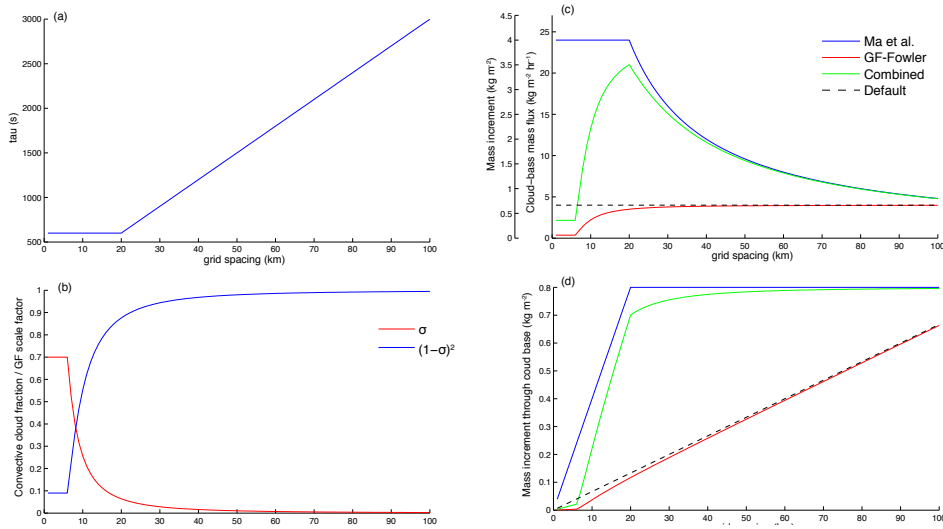 (a)
3000
2500
2000
1500
1000
500
tau (s)
0 10 20 30 40 50 60 70 80 90 100
grid spacing (km)
(b)
1
0.9
0.8
0.7
0.6
0.5
0.4
0.3
0.2
0.1
0
Convective cloud fraction / GF scale factor
σ
(1−σ)²
0 10 20 30 40 50 60 70 80 90 100
(c)
4.5
4
3.5
3
2.5
2
1.5
1
0.5
0
Mass increment (kg m⁻²)
25
20
15
10
5
0
Cloud−bass mass flux (kg m⁻² hr⁻¹)
Ma et al.
GF-Fowler
Combined
Default
0 10 20 30 40 50 60 70 80 90 100
grid spacing (km)
(d)
0.8
0.7
0.6
0.5
0.4
0.3
0.2
0.1
0
Mass increment through coud base (kg m⁻²)
0 10 20 30 40 50 60 70 80 90 100